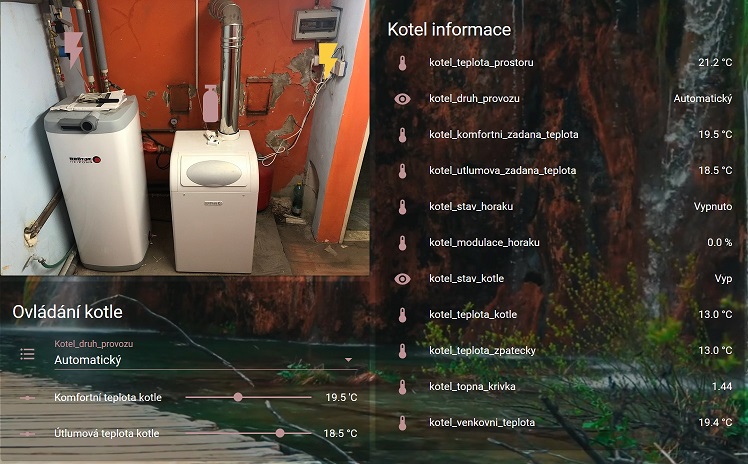 Ovládání kotle
Kotel_druh_provozu
Automatický
Komfortní teplota kotle 19.5 °C
Útlumová teplota kotle 18.5 °C
Kotel informace
kotel_teplota_prostoru 21.2 °C
kotel_druh_provozu Automatický
kotel_komfortni_zadana_teplota 19.5 °C
kotel_utlumova_zadana_teplota 18.5 °C
kotel_stav_horaku Vypnuto
kotel_modulace_horaku 0.0 %
kotel_stav_kotle Vyp
kotel_teplota_kotle 13.0 °C
kotel_teplota_zpatecky 13.0 °C
kotel_topna_krivka 1.44
kotel_venkovni_teplota 19.4 °C